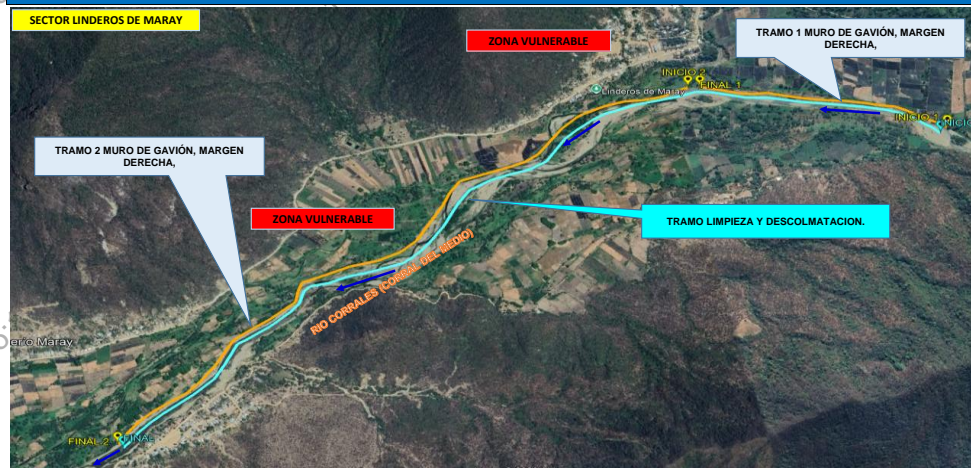 SECTOR LINDEROS DE MARAY
ZONA VULNERABLE
TRAMO 1 MURO DE GAVIÓN, MARGEN
DERECHA,
INICIO 2
FINAL 1
Linderos de Maray
INICIO 1
INICIO
TRAMO 2 MURO DE GAVIÓN, MARGEN
DERECHA,
ZONA VULNERABLE
TRAMO LIMPIEZA Y DESCOLMATACION.
RIO CORRALES (CORRAL DEL MEDIO)
erío Maray
FINAL 2
FINAL